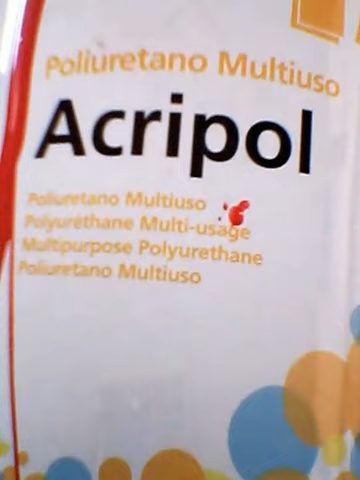 Poliuretano Multiuso
Acripol
Poliuretano Multiuso
Polyuréthane Multi-usage
Multipurpose Polyurethane
Poliuretano Multiuso